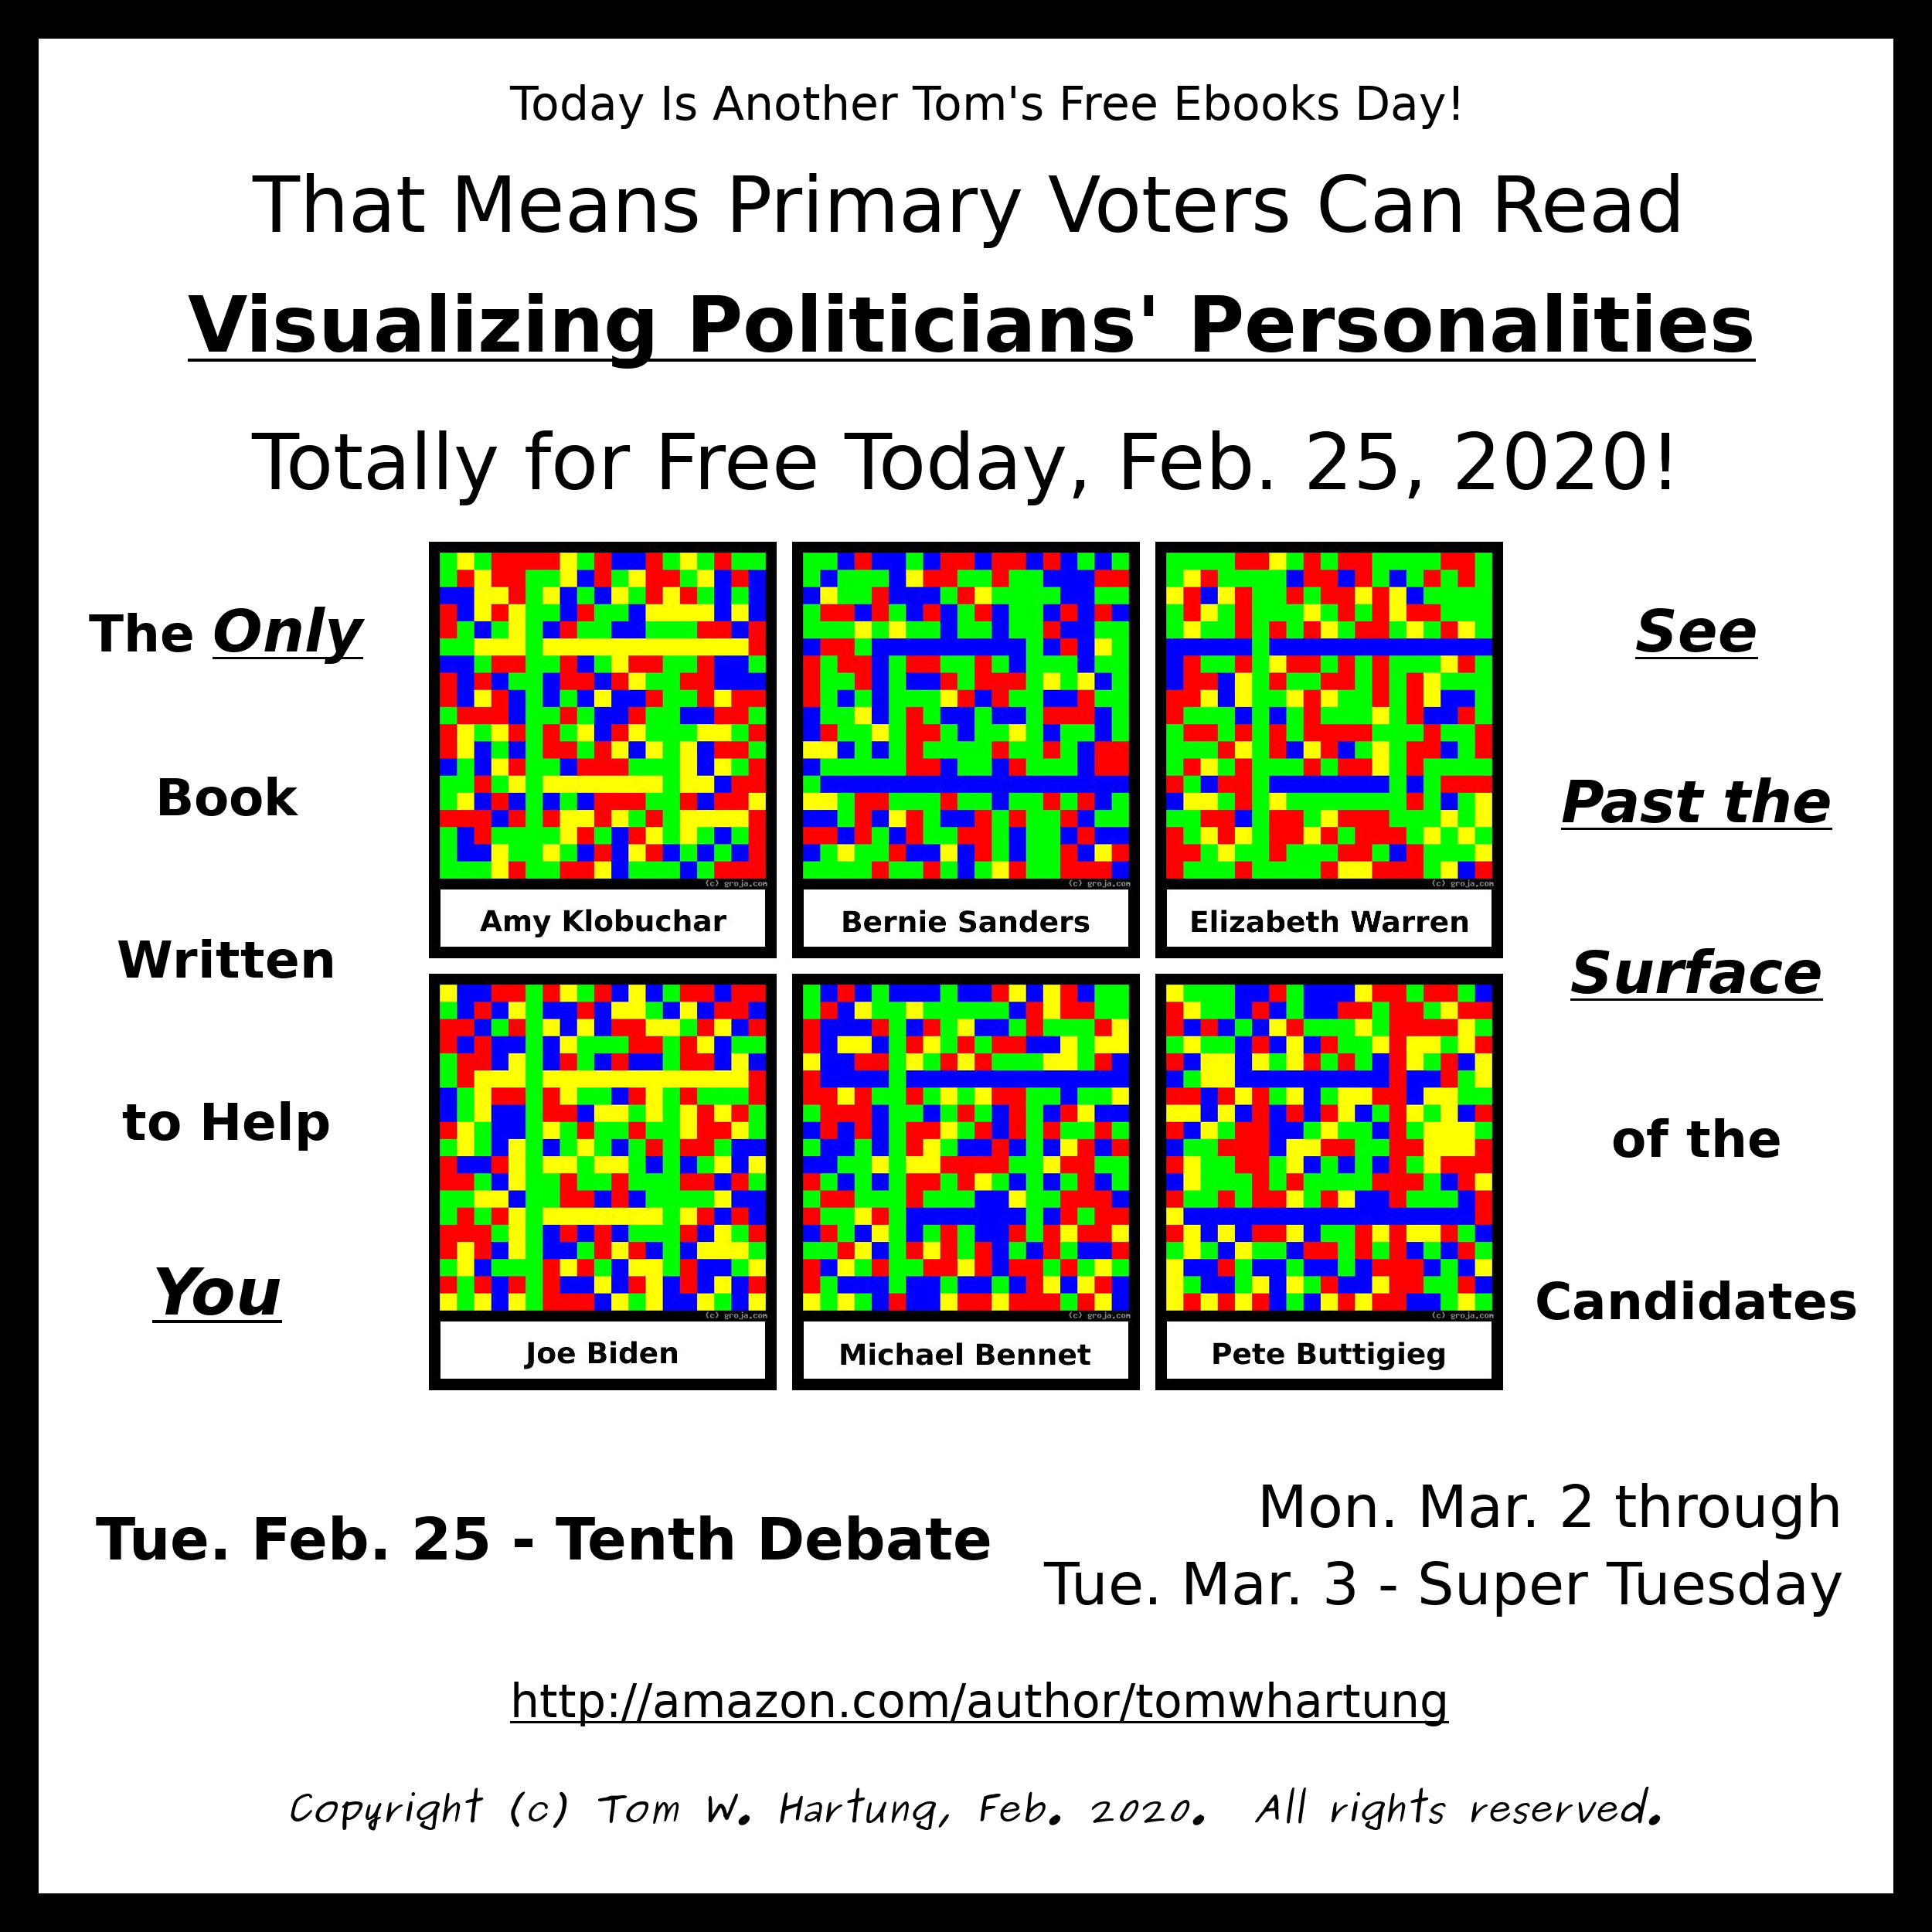 Today Is Another Tom's Free Ebooks Day!
That Means Primary Voters Can Read
Visualizing Politicians' Personalities
Totally for Free Today, Feb. 25, 2020!
The Only
Book
Written
to Help
You
(c) groja.com
(c) groja.com
(c) groja.com
Amy Klobuchar
Bernie Sanders
Elizabeth Warren
(c) groja.com
(c) groja.com
(c) groja.com
Joe Biden
Michael Bennet
Pete Buttigieg
See
Past the
Surface
of the
Candidates
Tue. Feb. 25 - Tenth Debate
Mon. Mar. 2 through
Tue. Mar. 3 - Super Tuesday
http://amazon.com/author/tomwhartung
Copyright (c) Tom W. Hartung, Feb. 2020. All rights reserved.